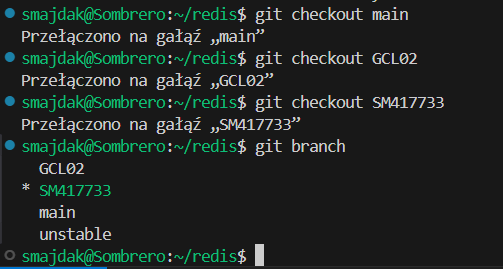 smajdak@Sombrero:~/redis$ git checkout main
Przełączono na gałąź „main”
smajdak@Sombrero:~/redis$ git checkout GCL02
Przełączono na gałąź „GCL02”
smajdak@Sombrero:~/redis$ git checkout SM417733
Przełączono na gałąź „SM417733”
smajdak@Sombrero:~/redis$ git branch
  GCL02
* SM417733
  main
  unstable
smajdak@Sombrero:~/redis$